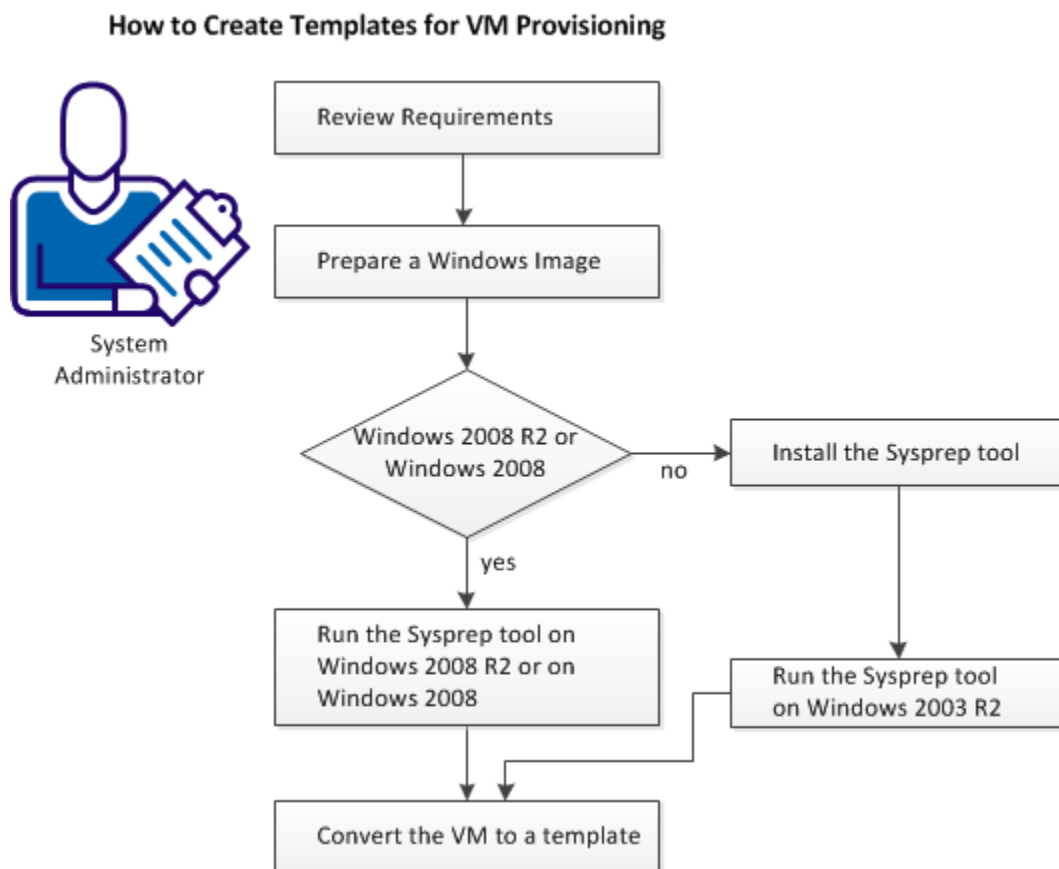 How to Create Templates for VM Provisioning
Review Requirements
Prepare a Windows Image
System
Administrator
Windows 2008 R2 or
Windows 2008
no
Install the Sysprep tool
yes
Run the Sysprep tool on
Windows 2008 R2 or on
Windows 2008
Run the Sysprep tool
on Windows 2003 R2
Convert the VM to a template